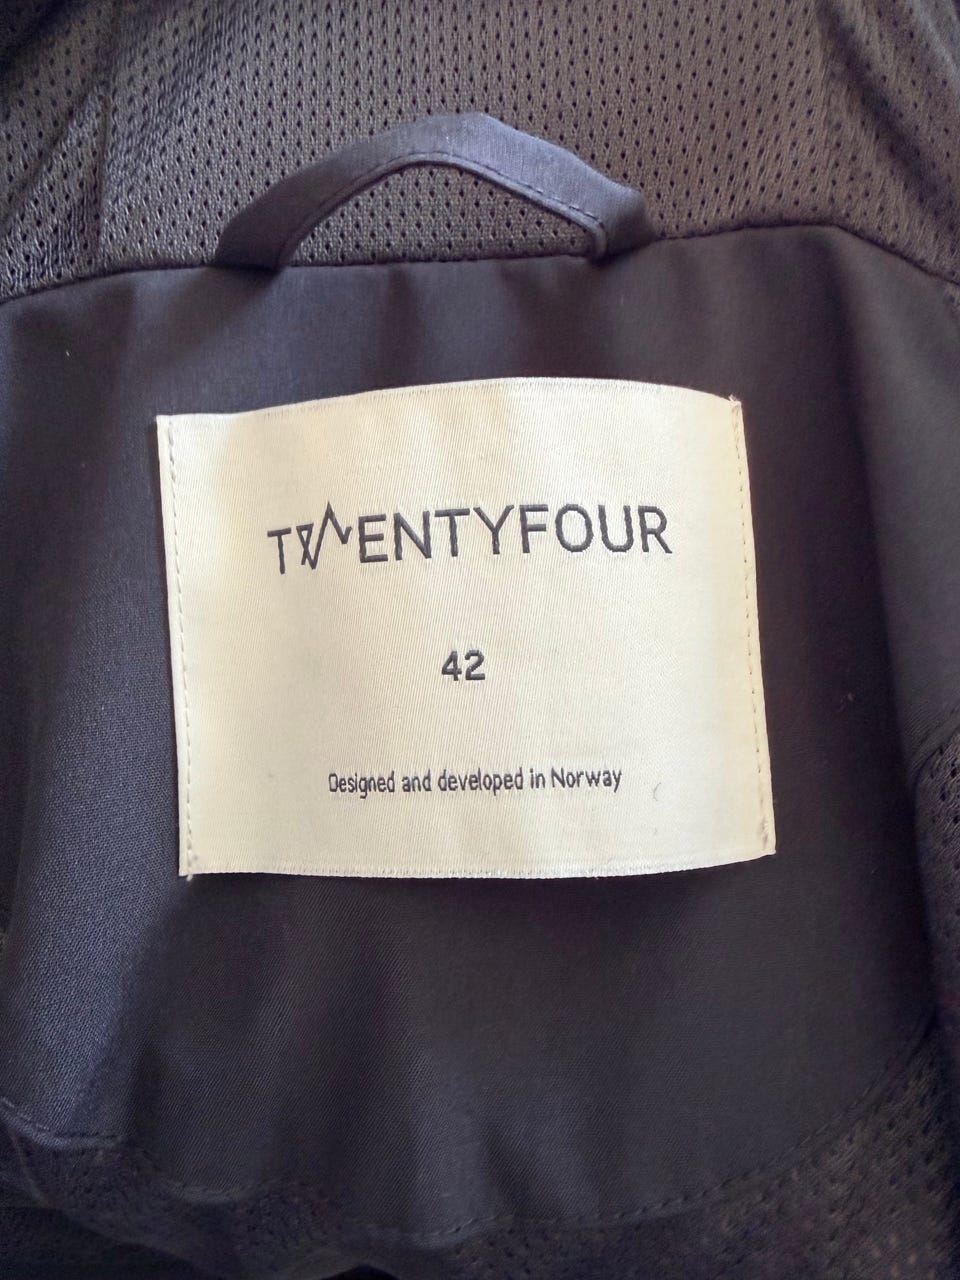 TWENTYFOUR
42
Designed and developed in Norway